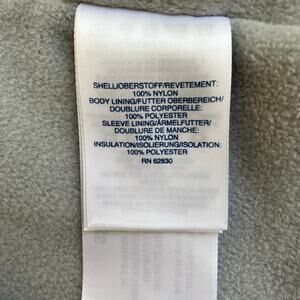 SHELL/OBERSTOFF/REVETEMENT:
100% NYLON
BODY LINING/FUTTER OBERBEREICH/
DOUBLURE CORPORELLE:
100% POLYESTER
SLEEVE LINING/ÄRMELFUTTER/
DOUBLURE DE MANCHE:
100% NYLON
INSULATION/ISOLIERUNG/ISOLATION:
100% POLYESTER
RN 62830